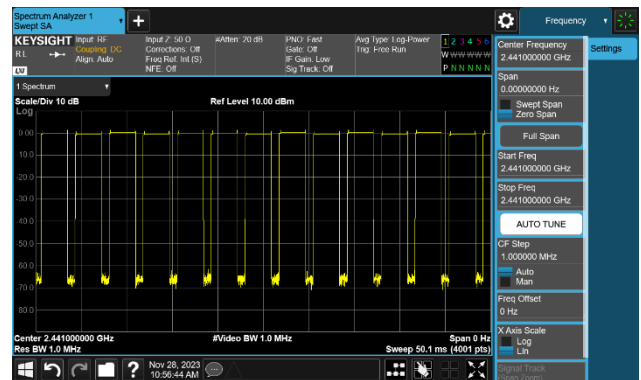 Spectrum Analyzer 1
Swept SA
+
Frequency
KEYSIGHT Input: RF
RL
Coupling: DC
Align: Auto
LXI
Input Z: 50 Ω
Corrections: Off
Freq Ref: Int (S)
NFE: Off
#Atten: 20 dB
PNO: Fast
Gate: Off
IF Gain: Low
Sig Track: Off
Avg Type: Log-Power
Trig: Free Run
1 2 3 4 5 6
W W W W W W
P N N N N N
1 Spectrum
Scale/Div 10 dB
Ref Level 10.00 dBm
Log
0.00
-10.0
-20.0
-30.0
-40.0
-50.0
-60.0
-70.0
-80.0
Center 2.441000000 GHz
#Video BW 1.0 MHz
Span 0 Hz
Res BW 1.0 MHz
Sweep 50.1 ms (4001 pts)
Center Frequency
2.441000000 GHz
Settings
Span
0.00000000 Hz
Swept Span
Zero Span
Full Span
Start Freq
2.441000000 GHz
Stop Freq
2.441000000 GHz
AUTO TUNE
CF Step
1.000000 MHz
Auto
Man
Freq Offset
0 Hz
X Axis Scale
Log
Lin
Signal Track
(Span Zoom)
?
Nov 28, 2023
10:56:44 AM